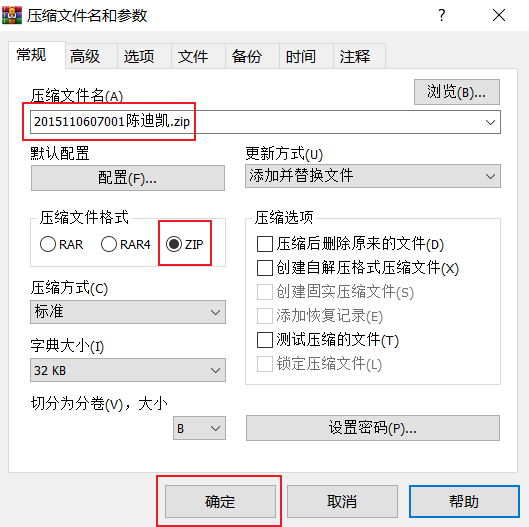 压缩文件名和参数
常规 高级 选项 文件 备份 时间 注释
压缩文件名(A)
浏览(B)...
2015110607001陈迪凯.zip
默认配置
更新方式(U)
配置(F)...
添加并替换文件
压缩文件格式
压缩选项
RAR RAR4 ZIP
压缩后删除原来的文件(D)
创建自解压格式压缩文件(X)
压缩方式(C)
创建固实压缩文件(S)
标准
添加恢复记录(E)
字典大小(I)
测试压缩的文件(T)
32 KB
锁定压缩文件(L)
切分为分卷(V)，大小
B
设置密码(P)...
确定 取消 帮助